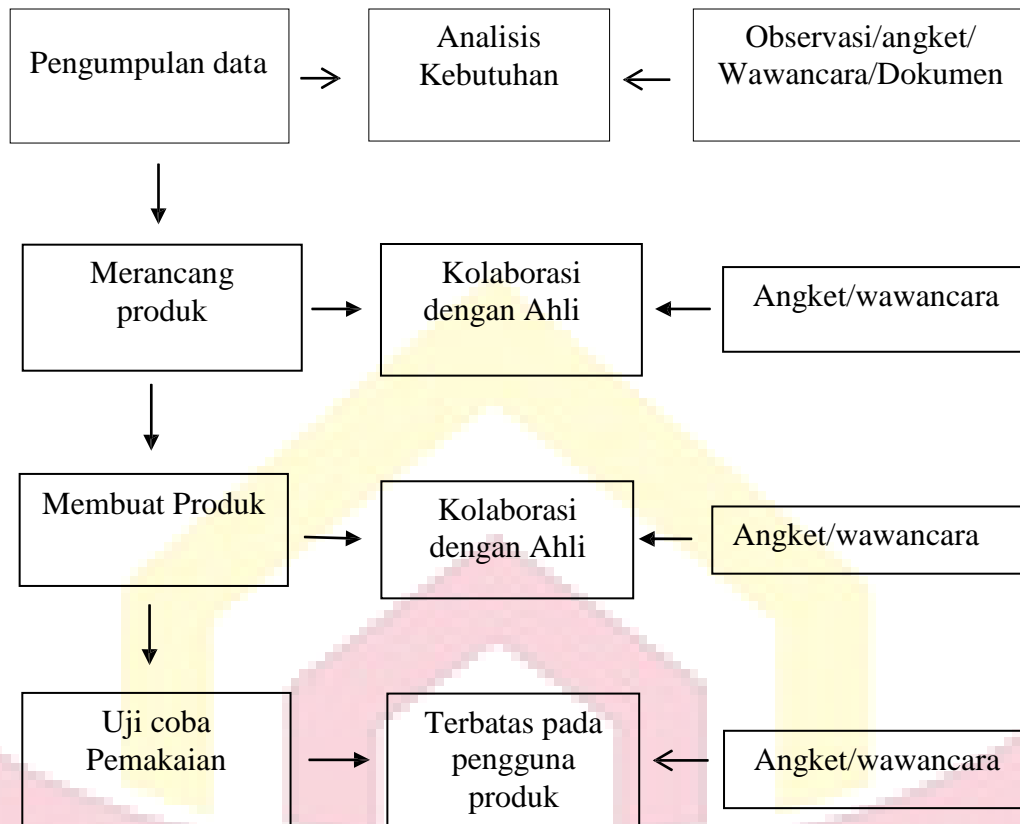 Pengumpulan data
Analisis
Kebutuhan
Observasi/angket/
Wawancara/Dokumen
Merancang
produk
Kolaborasi
dengan Ahli
Angket/wawancara
Membuat Produk
Kolaborasi
dengan Ahli
Angket/wawancara
Uji coba
Pemakaian
Terbatas pada
pengguna
produk
Angket/wawancara